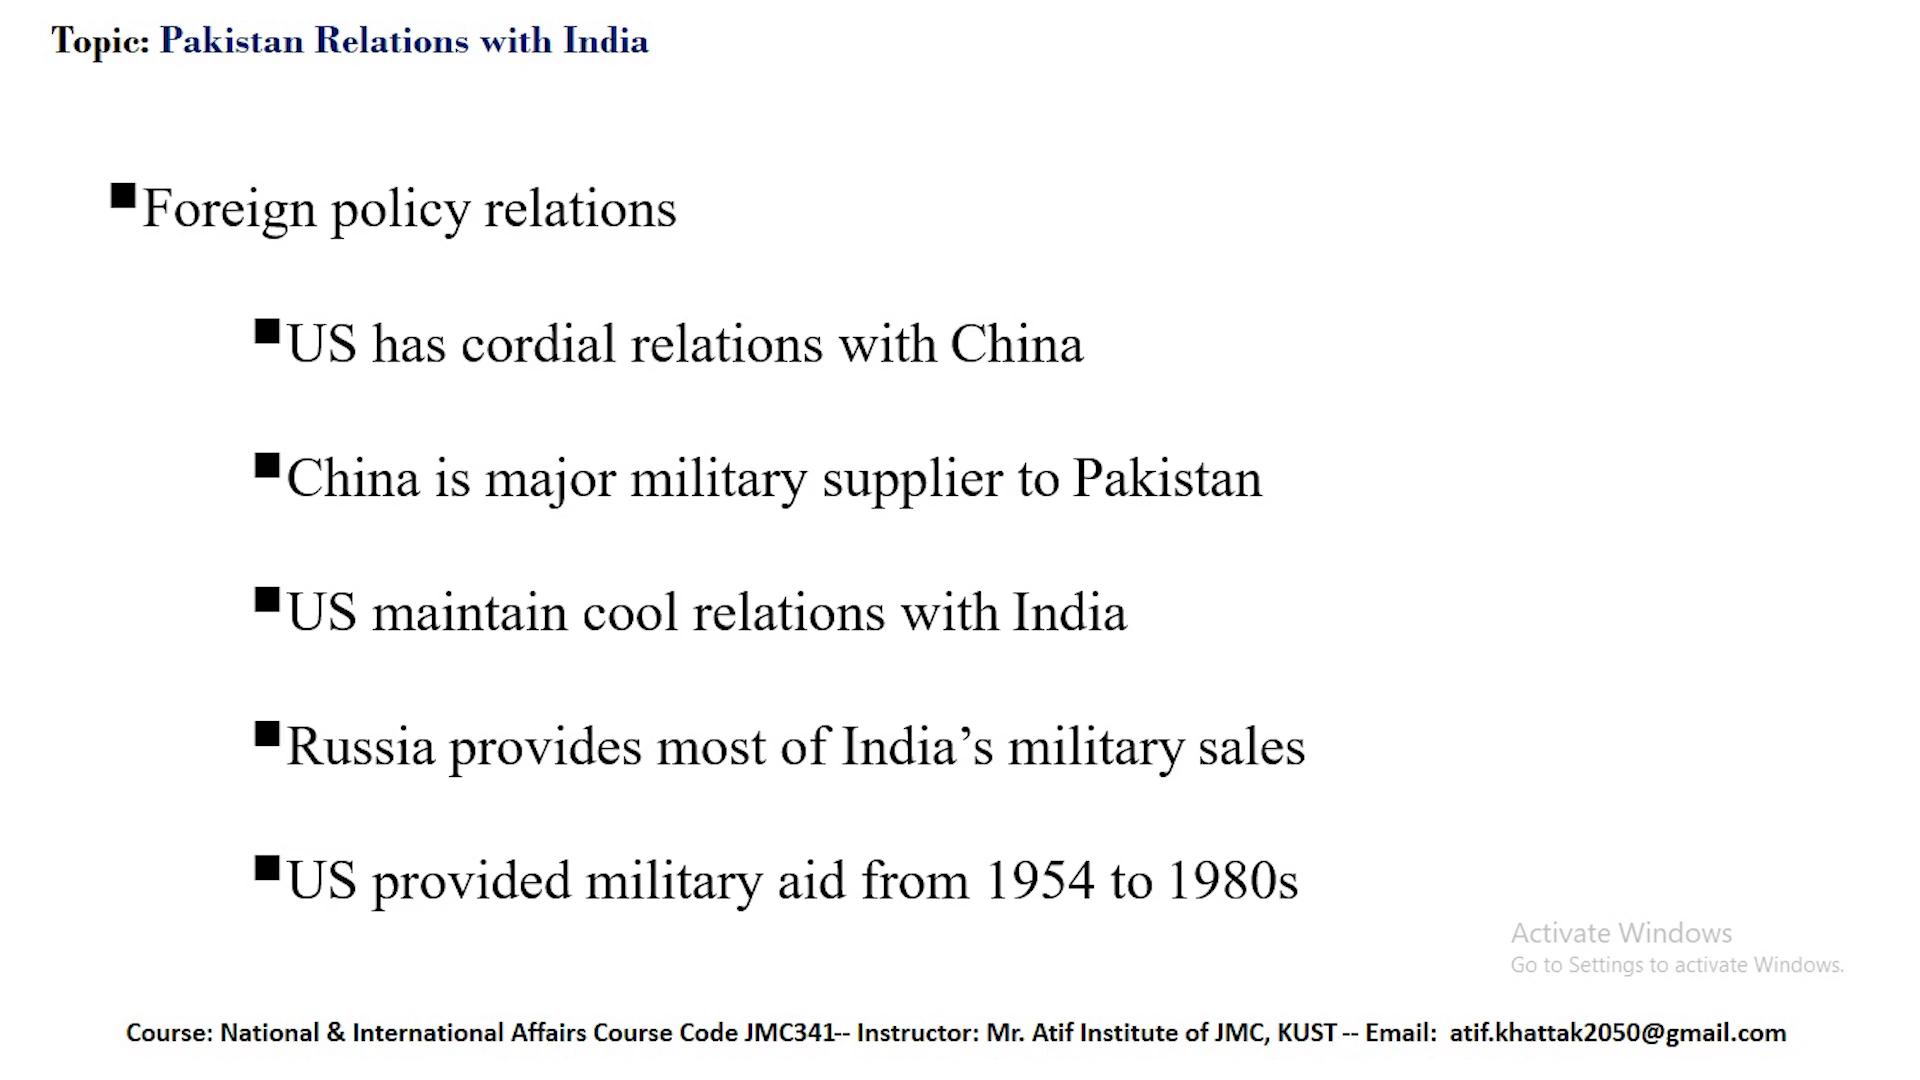 Topic: Pakistan Relations with India
Foreign policy relations
US has cordial relations with China
China is major military supplier to Pakistan
US maintain cool relations with India
Russia provides most of India’s military sales
US provided military aid from 1954 to 1980s
Activate Windows
Go to Settings to activate Windows.
Course: National & International Affairs Course Code JMC341-- Instructor: Mr. Atif Institute of JMC, KUST -- Email: atif.khattak2050@gmail.com